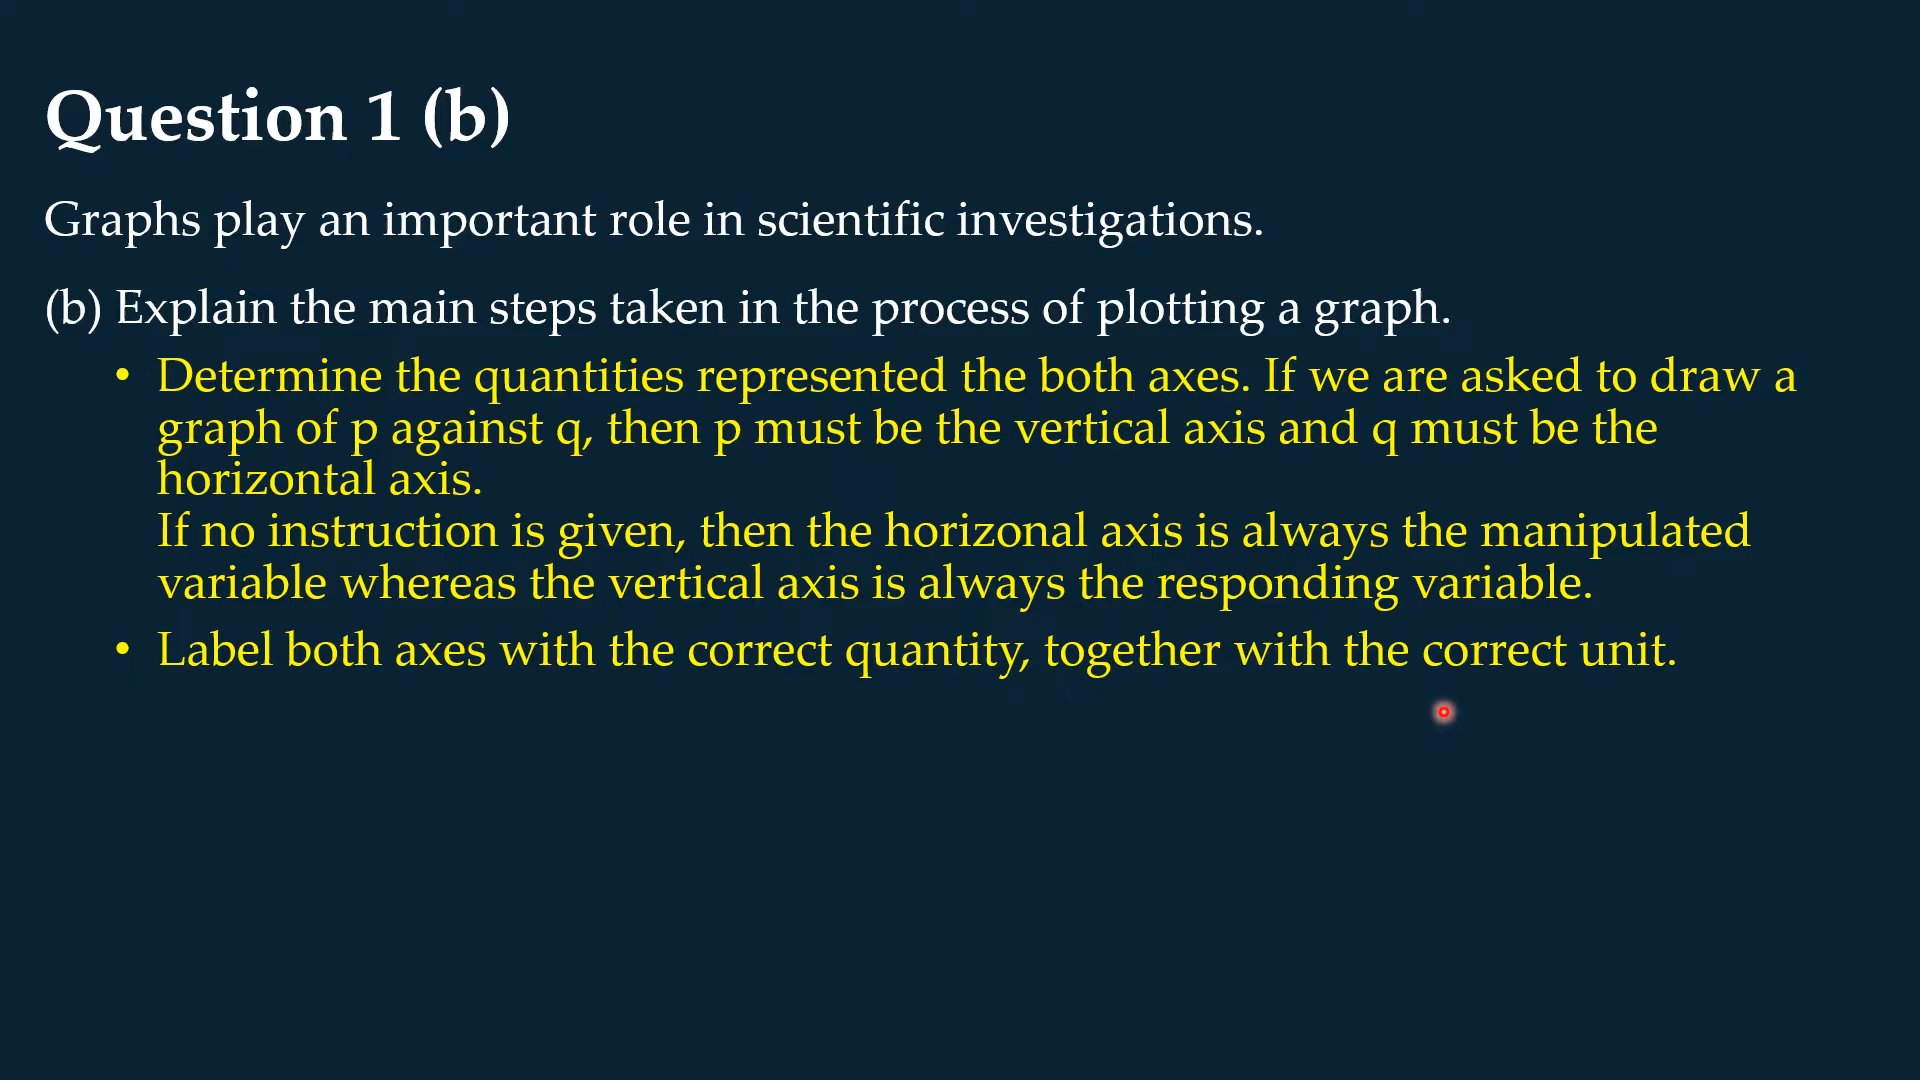 Question 1 (b)
Graphs play an important role in scientific investigations.
(b) Explain the main steps taken in the process of plotting a graph.
• Determine the quantities represented the both axes. If we are asked to draw a
graph of p against q, then p must be the vertical axis and q must be the
horizontal axis.
If no instruction is given, then the horizonal axis is always the manipulated
variable whereas the vertical axis is always the responding variable.
• Label both axes with the correct quantity, together with the correct unit.